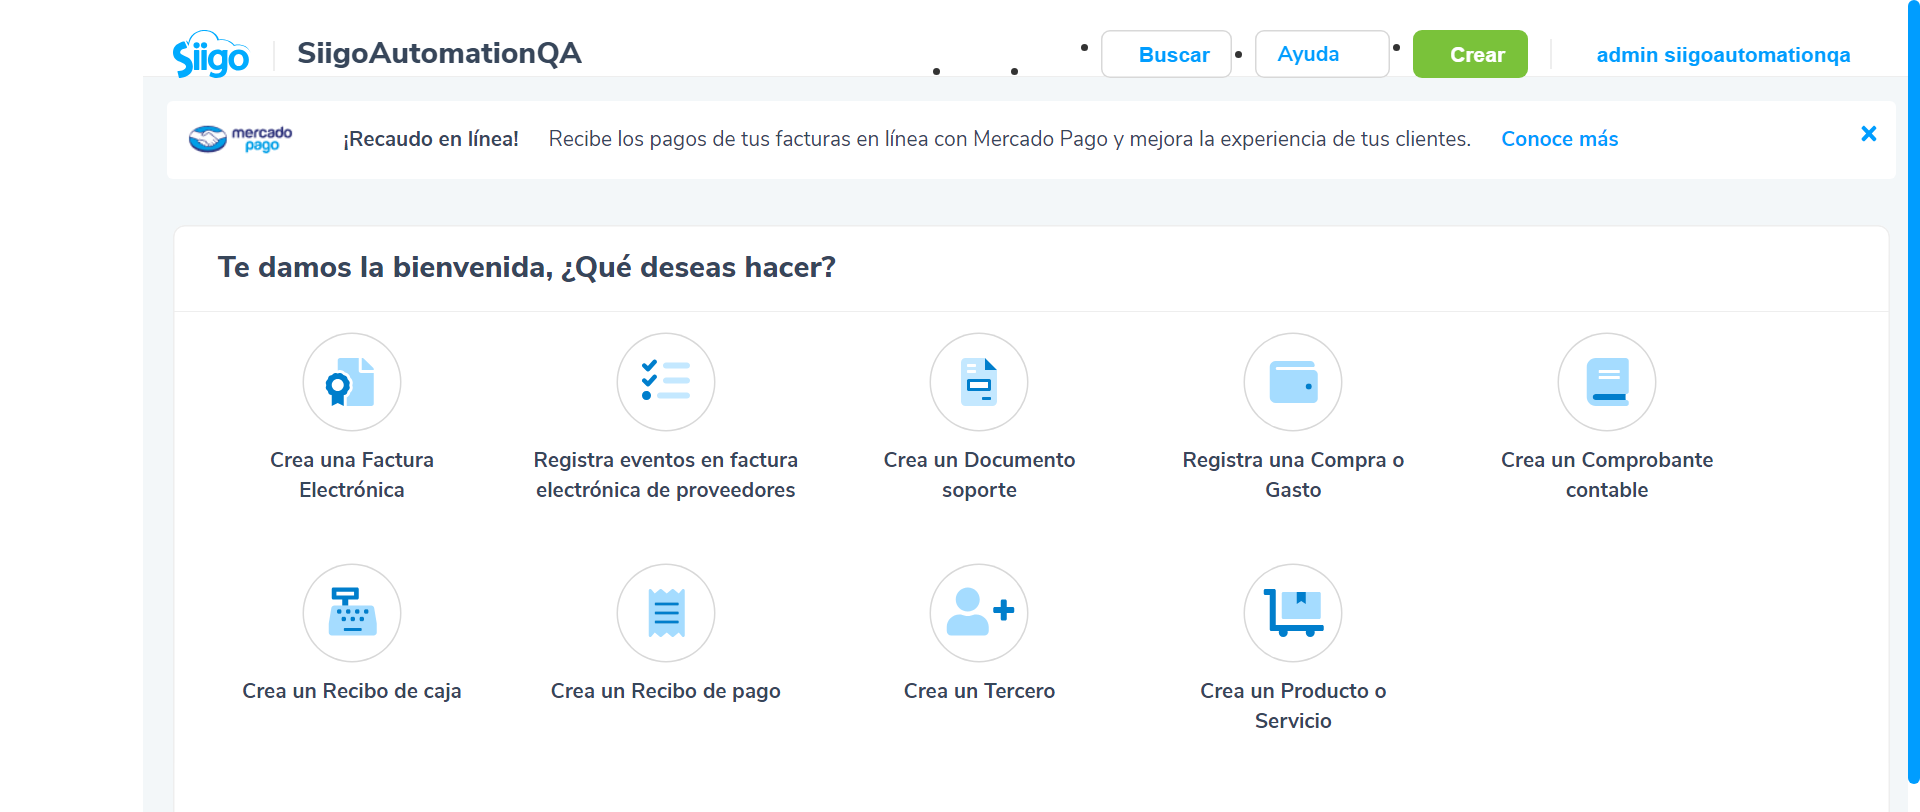 Siigo
SiigoAutomationQA
Buscar
Ayuda
Crear
admin siigoautomationqa
mercado
pago
¡Recaudo en línea!
Recibe los pagos de tus facturas en línea con Mercado Pago y mejora la experiencia de tus clientes.
Conoce más
Te damos la bienvenida, ¿Qué deseas hacer?
Crea una Factura
Electrónica
Registra eventos en factura
electrónica de proveedores
Crea un Documento
soporte
Registra una Compra o
Gasto
Crea un Comprobante
contable
Crea un Recibo de caja
Crea un Recibo de pago
Crea un Tercero
Crea un Producto o
Servicio